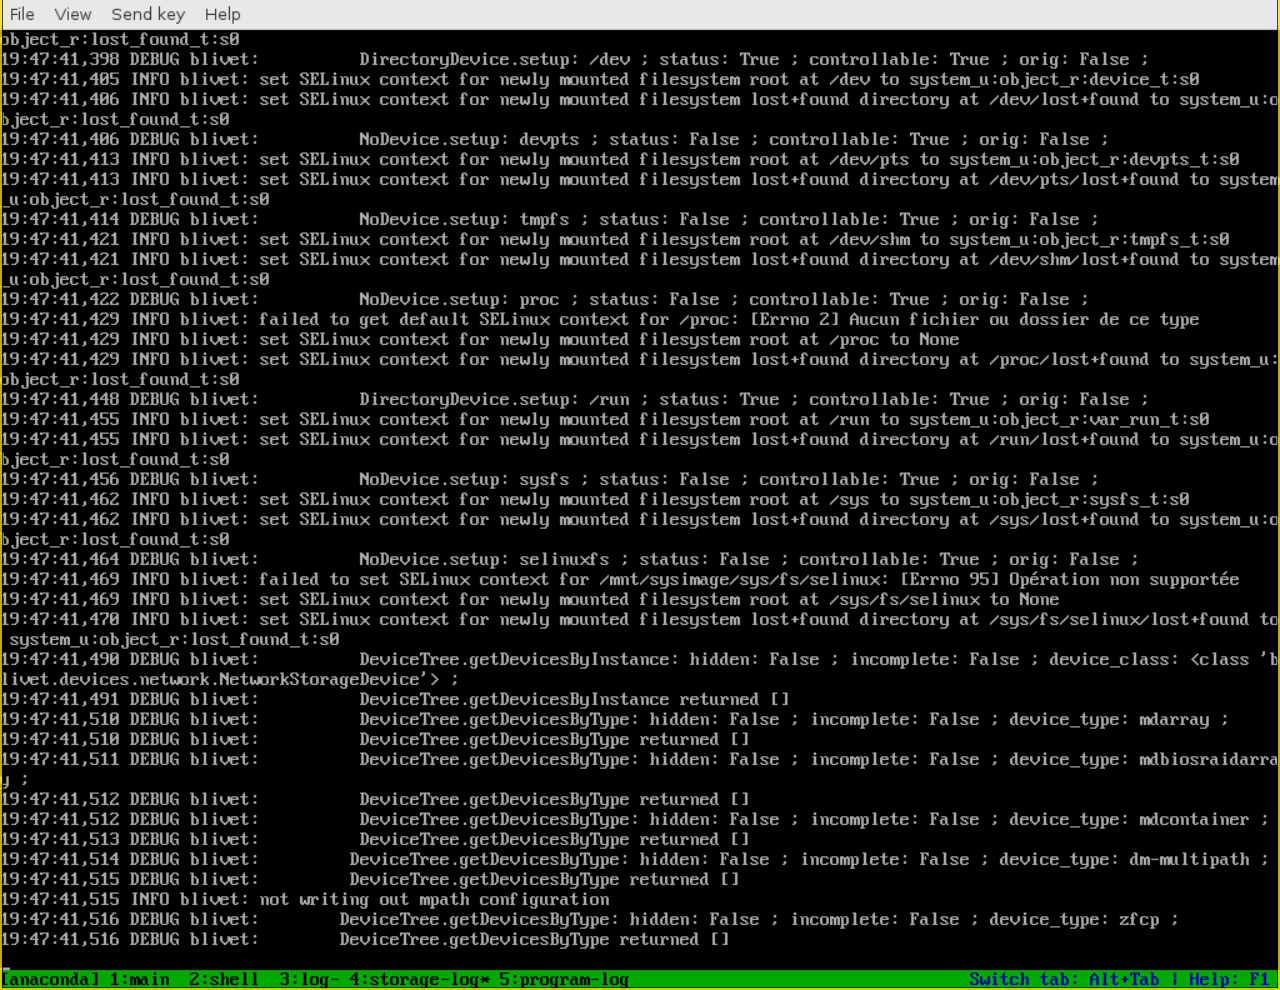 File View Send key Help
object_r:lost_found_t:s0
19:47:41,398 DEBUG blivet:          DirectoryDevice.setup: /dev ; status: True ; controllable: True ; orig: False ;
19:47:41,405 INFO blivet: set SELinux context for newly mounted filesystem root at /dev to system_u:object_r:device_t:s0
19:47:41,406 INFO blivet: set SELinux context for newly mounted filesystem lost+found directory at /dev/lost+found to system_u:o
bject_r:lost_found_t:s0
19:47:41,406 DEBUG blivet:          NoDevice.setup: devpts ; status: False ; controllable: True ; orig: False ;
19:47:41,413 INFO blivet: set SELinux context for newly mounted filesystem root at /dev/pts to system_u:object_r:devpts_t:s0
19:47:41,413 INFO blivet: set SELinux context for newly mounted filesystem lost+found directory at /dev/pts/lost+found to system
_u:object_r:lost_found_t:s0
19:47:41,414 DEBUG blivet:          NoDevice.setup: tmpfs ; status: False ; controllable: True ; orig: False ;
19:47:41,421 INFO blivet: set SELinux context for newly mounted filesystem root at /dev/shm to system_u:object_r:tmpfs_t:s0
19:47:41,421 INFO blivet: set SELinux context for newly mounted filesystem lost+found directory at /dev/shm/lost+found to system
_u:object_r:lost_found_t:s0
19:47:41,422 DEBUG blivet:          NoDevice.setup: proc ; status: False ; controllable: True ; orig: False ;
19:47:41,429 INFO blivet: failed to get default SELinux context for /proc: [Errno 2] Aucun fichier ou dossier de ce type
19:47:41,429 INFO blivet: set SELinux context for newly mounted filesystem root at /proc to None
19:47:41,429 INFO blivet: set SELinux context for newly mounted filesystem lost+found directory at /proc/lost+found to system_u:
object_r:lost_found_t:s0
19:47:41,448 DEBUG blivet:          DirectoryDevice.setup: /run ; status: True ; controllable: True ; orig: False ;
19:47:41,455 INFO blivet: set SELinux context for newly mounted filesystem root at /run to system_u:object_r:var_run_t:s0
19:47:41,455 INFO blivet: set SELinux context for newly mounted filesystem lost+found directory at /run/lost+found to system_u:o
bject_r:lost_found_t:s0
19:47:41,456 DEBUG blivet:          NoDevice.setup: sysfs ; status: False ; controllable: True ; orig: False ;
19:47:41,462 INFO blivet: set SELinux context for newly mounted filesystem root at /sys to system_u:object_r:sysfs_t:s0
19:47:41,462 INFO blivet: set SELinux context for newly mounted filesystem lost+found directory at /sys/lost+found to system_u:o
bject_r:lost_found_t:s0
19:47:41,464 DEBUG blivet:          NoDevice.setup: selinuxfs ; status: False ; controllable: True ; orig: False ;
19:47:41,469 INFO blivet: failed to set SELinux context for /mnt/sysimage/sys/fs/selinux: [Errno 95] Opération non supportée
19:47:41,469 INFO blivet: set SELinux context for newly mounted filesystem root at /sys/fs/selinux to None
19:47:41,470 INFO blivet: set SELinux context for newly mounted filesystem lost+found directory at /sys/fs/selinux/lost+found to
 system_u:object_r:lost_found_t:s0
19:47:41,490 DEBUG blivet:          DeviceTree.getDevicesByInstance: hidden: False ; incomplete: False ; device_class: <class 'b
livet.devices.network.NetworkStorageDevice'> ;
19:47:41,491 DEBUG blivet:          DeviceTree.getDevicesByInstance returned []
19:47:41,510 DEBUG blivet:          DeviceTree.getDevicesByType: hidden: False ; incomplete: False ; device_type: mdarray ;
19:47:41,510 DEBUG blivet:          DeviceTree.getDevicesByType returned []
19:47:41,511 DEBUG blivet:          DeviceTree.getDevicesByType: hidden: False ; incomplete: False ; device_type: mdbiosraidarra
y ;
19:47:41,512 DEBUG blivet:          DeviceTree.getDevicesByType returned []
19:47:41,512 DEBUG blivet:          DeviceTree.getDevicesByType: hidden: False ; incomplete: False ; device_type: mdcontainer ;
19:47:41,513 DEBUG blivet:          DeviceTree.getDevicesByType returned []
19:47:41,514 DEBUG blivet:         DeviceTree.getDevicesByType: hidden: False ; incomplete: False ; device_type: dm-multipath ;
19:47:41,515 DEBUG blivet:         DeviceTree.getDevicesByType returned []
19:47:41,515 INFO blivet: not writing out mpath configuration
19:47:41,516 DEBUG blivet:        DeviceTree.getDevicesByType: hidden: False ; incomplete: False ; device_type: zfcp ;
19:47:41,516 DEBUG blivet:        DeviceTree.getDevicesByType returned []
[anaconda] 1:main  2:shell  3:log- 4:storage-log* 5:program-log Switch tab: Alt+Tab | Help: F1